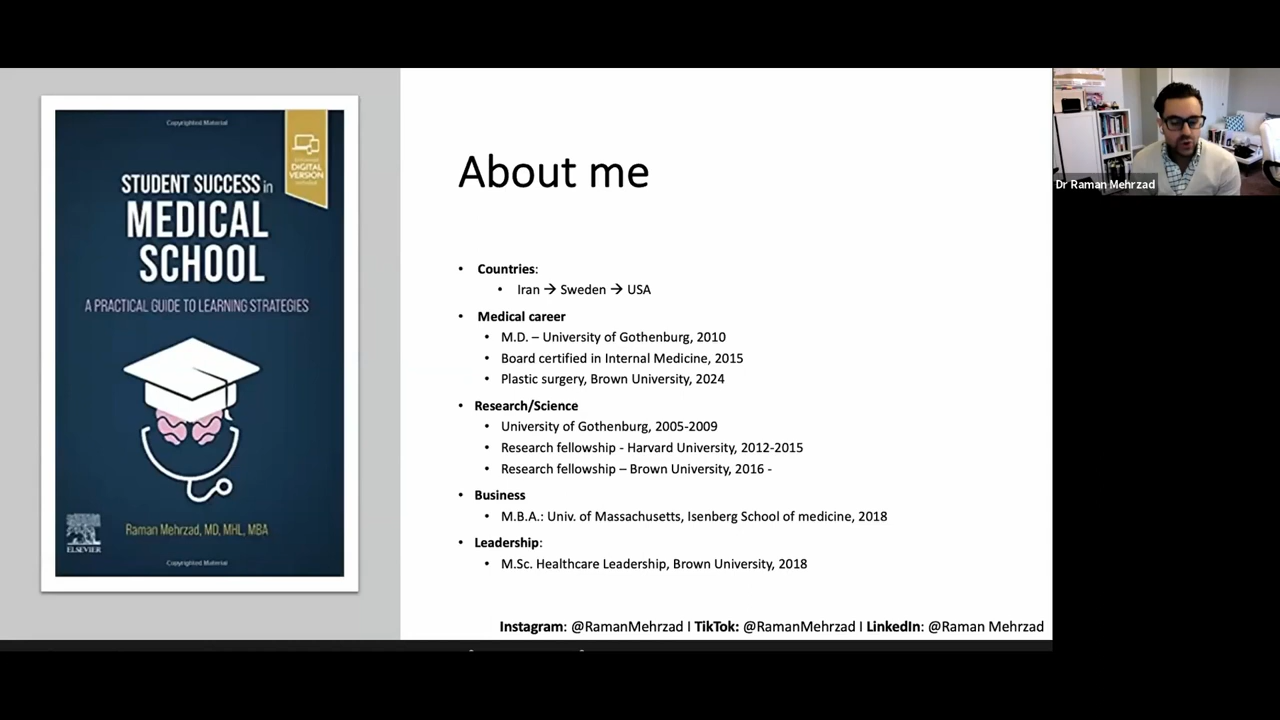 Copyrighted Material
DIGITAL
VERSION
STUDENT SUCCESS in
MEDICAL
SCHOOL
A PRACTICAL GUIDE TO LEARNING STRATEGIES
Raman Mehrzad, MD, MHL, MBA
ELSEVIER
Copyrighted Material
About me
• Countries:
• Iran → Sweden → USA
• Medical career
• M.D. – University of Gothenburg, 2010
• Board certified in Internal Medicine, 2015
• Plastic surgery, Brown University, 2024
• Research/Science
• University of Gothenburg, 2005-2009
• Research fellowship - Harvard University, 2012-2015
• Research fellowship – Brown University, 2016 -
• Business
• M.B.A.: Univ. of Massachusetts, Isenberg School of medicine, 2018
• Leadership:
• M.Sc. Healthcare Leadership, Brown University, 2018
Instagram: @RamanMehrzad I TikTok: @RamanMehrzad I LinkedIn: @Raman Mehrzad
Dr Raman Mehrzad